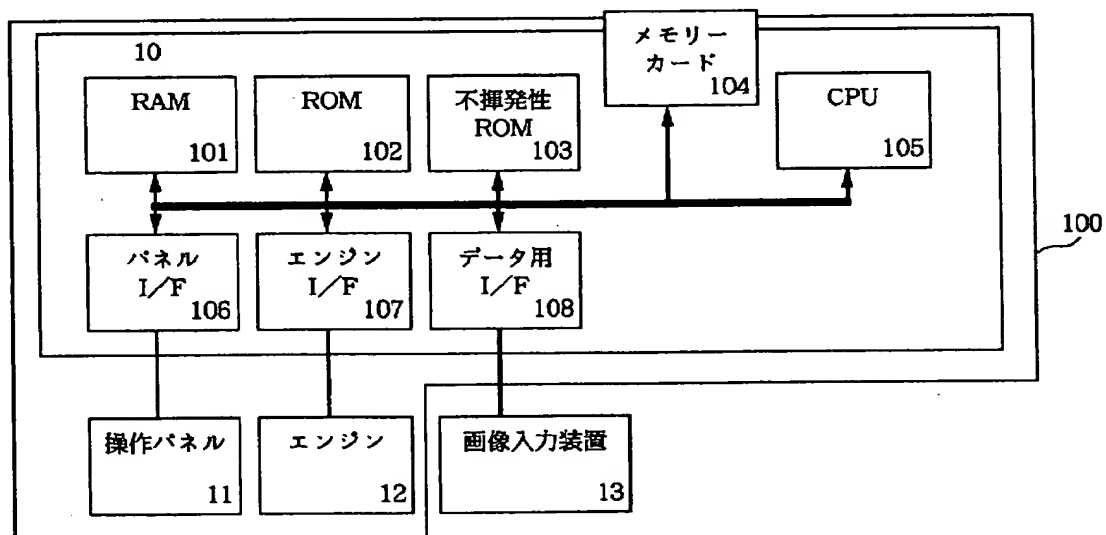 10
RAM
101
ROM
102
不揮発性
ROM
103
メモリー
カード
104
CPU
105
パネル
I/F
106
エンジン
I/F
107
データ用
I/F
108
100
操作パネル
11
エンジン
12
画像入力装置
13